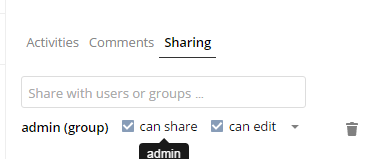 Activities Comments Sharing
Share with users or groups ...
admin (group) can share can edit
admin